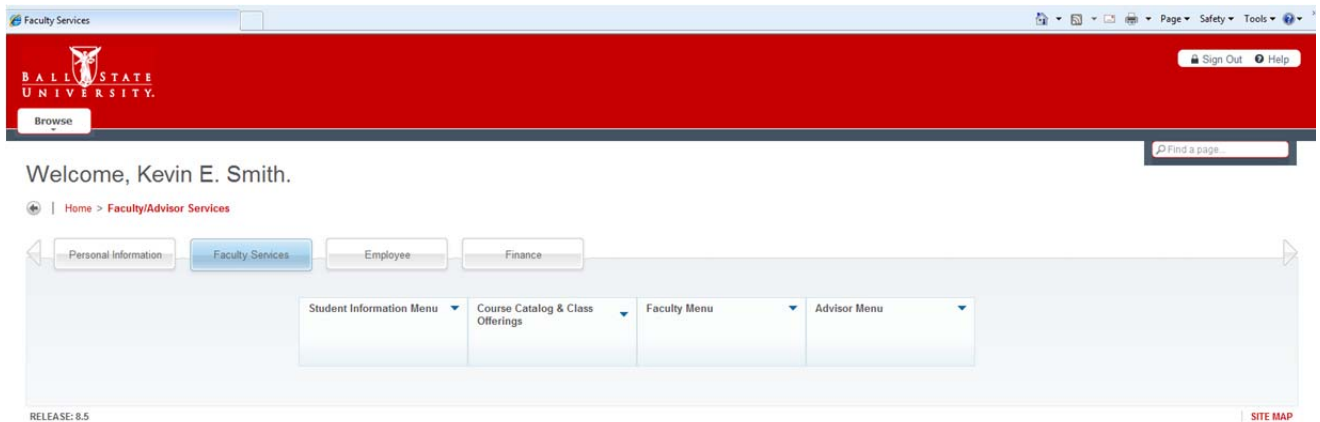 Faculty Services
Page Safety Tools
BALL STATE
UNIVERSITY.
Sign Out Help
Browse
Find a page...
Welcome, Kevin E. Smith.
Home > Faculty/Advisor Services
Personal Information Faculty Services Employee Finance
Student Information Menu Course Catalog & Class Faculty Menu Advisor Menu
Offerings
RELEASE: 8.5 SITE MAP